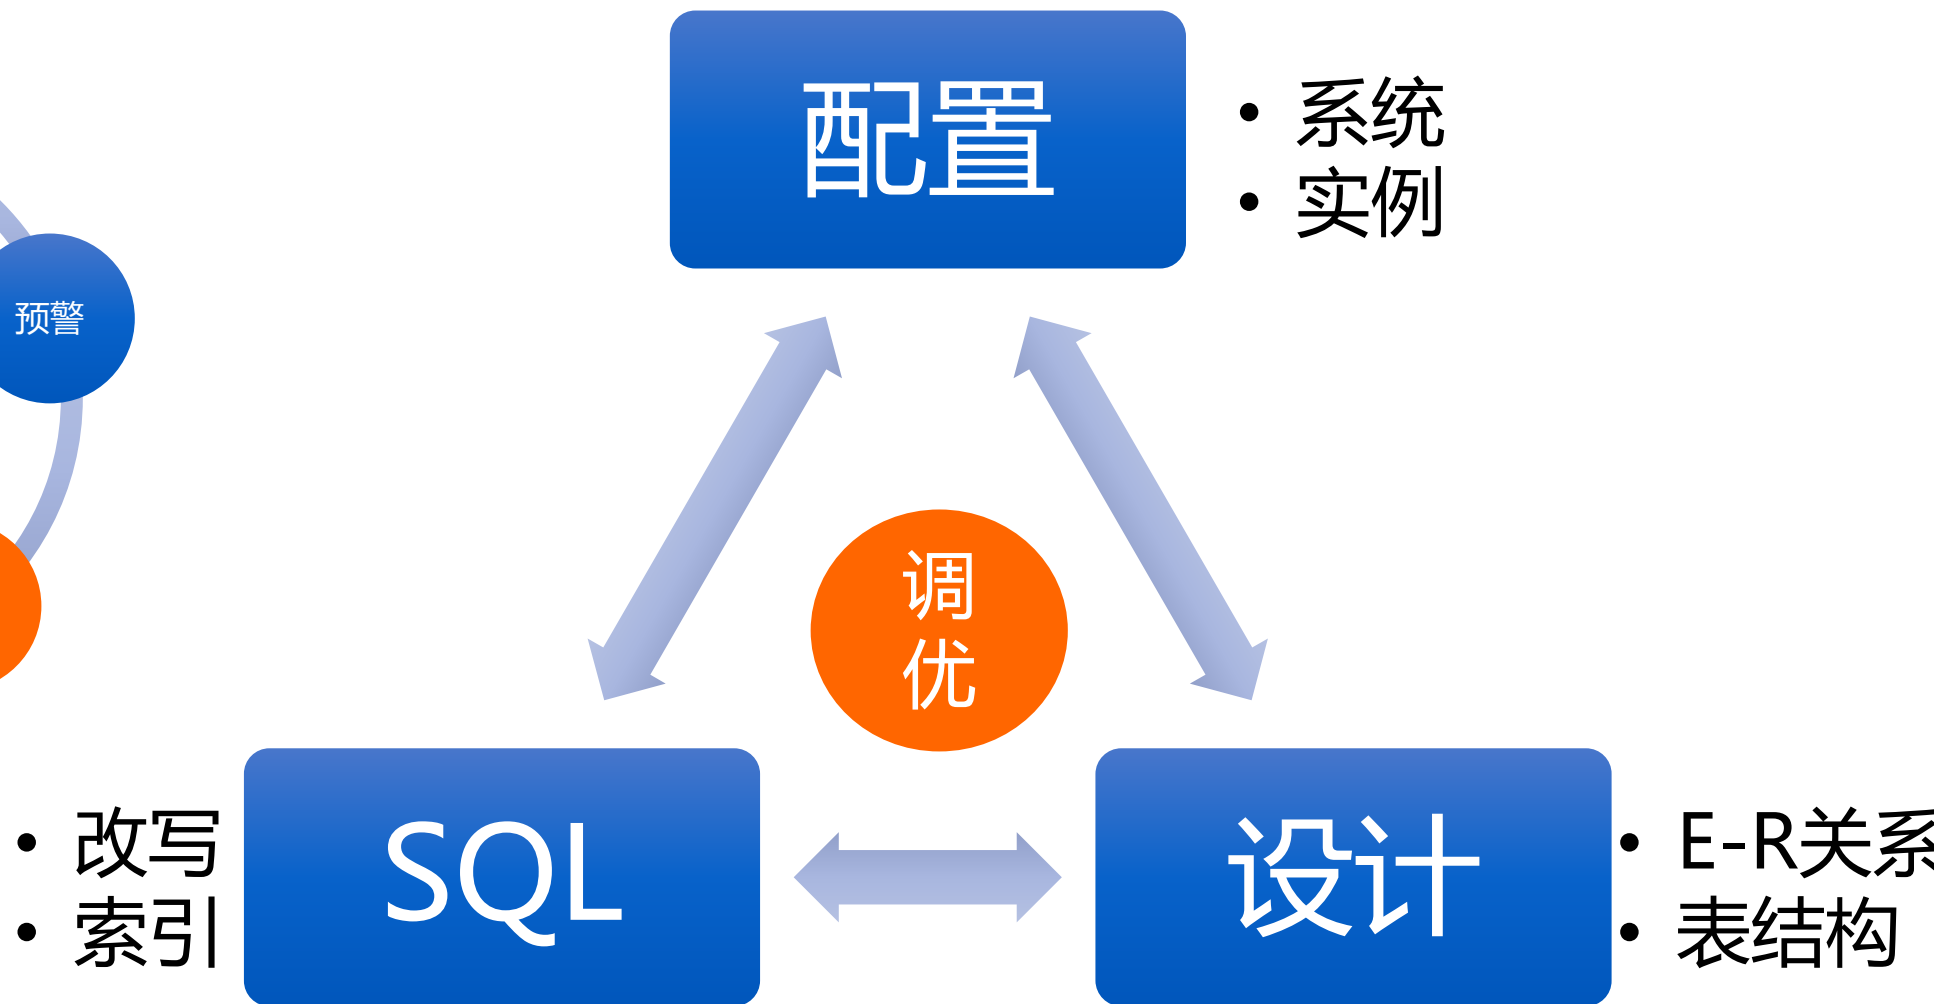 配置
• 系统
• 实例
预警
调
优
SQL
• 改写
• 索引
设计
• E-R关系
• 表结构